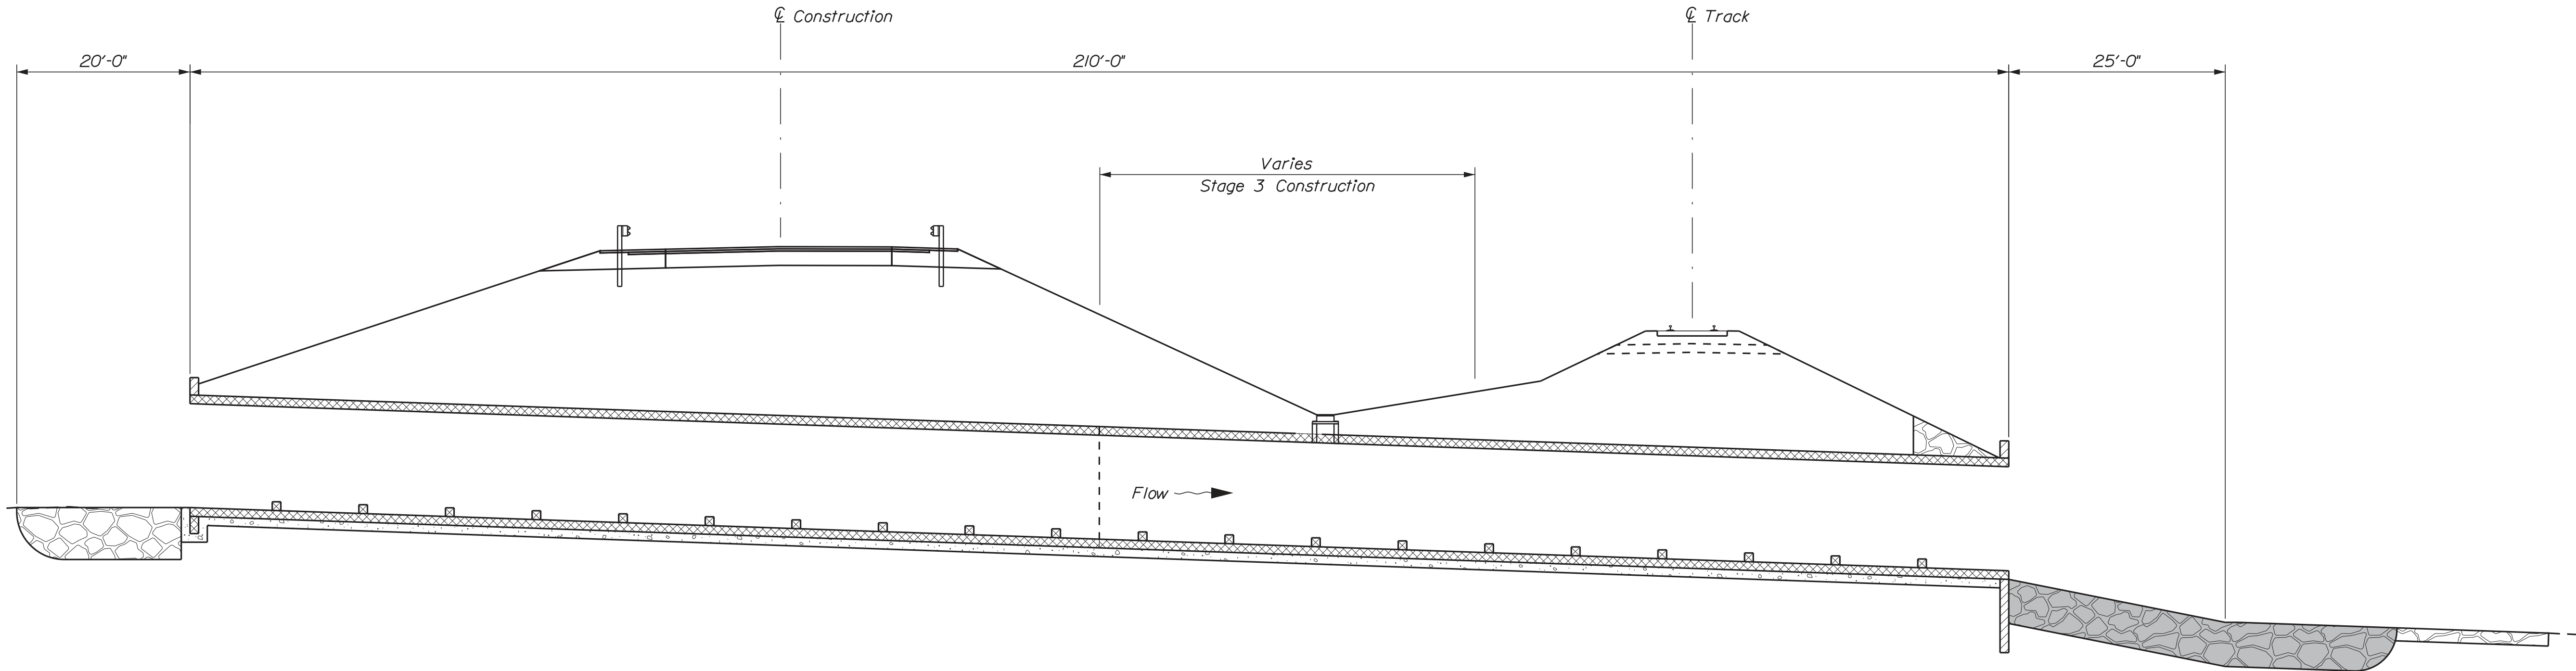 ℄ Construction
℄ Track
20'-0"
210'-0"
25'-0"
Varies
Stage 3 Construction
Flow